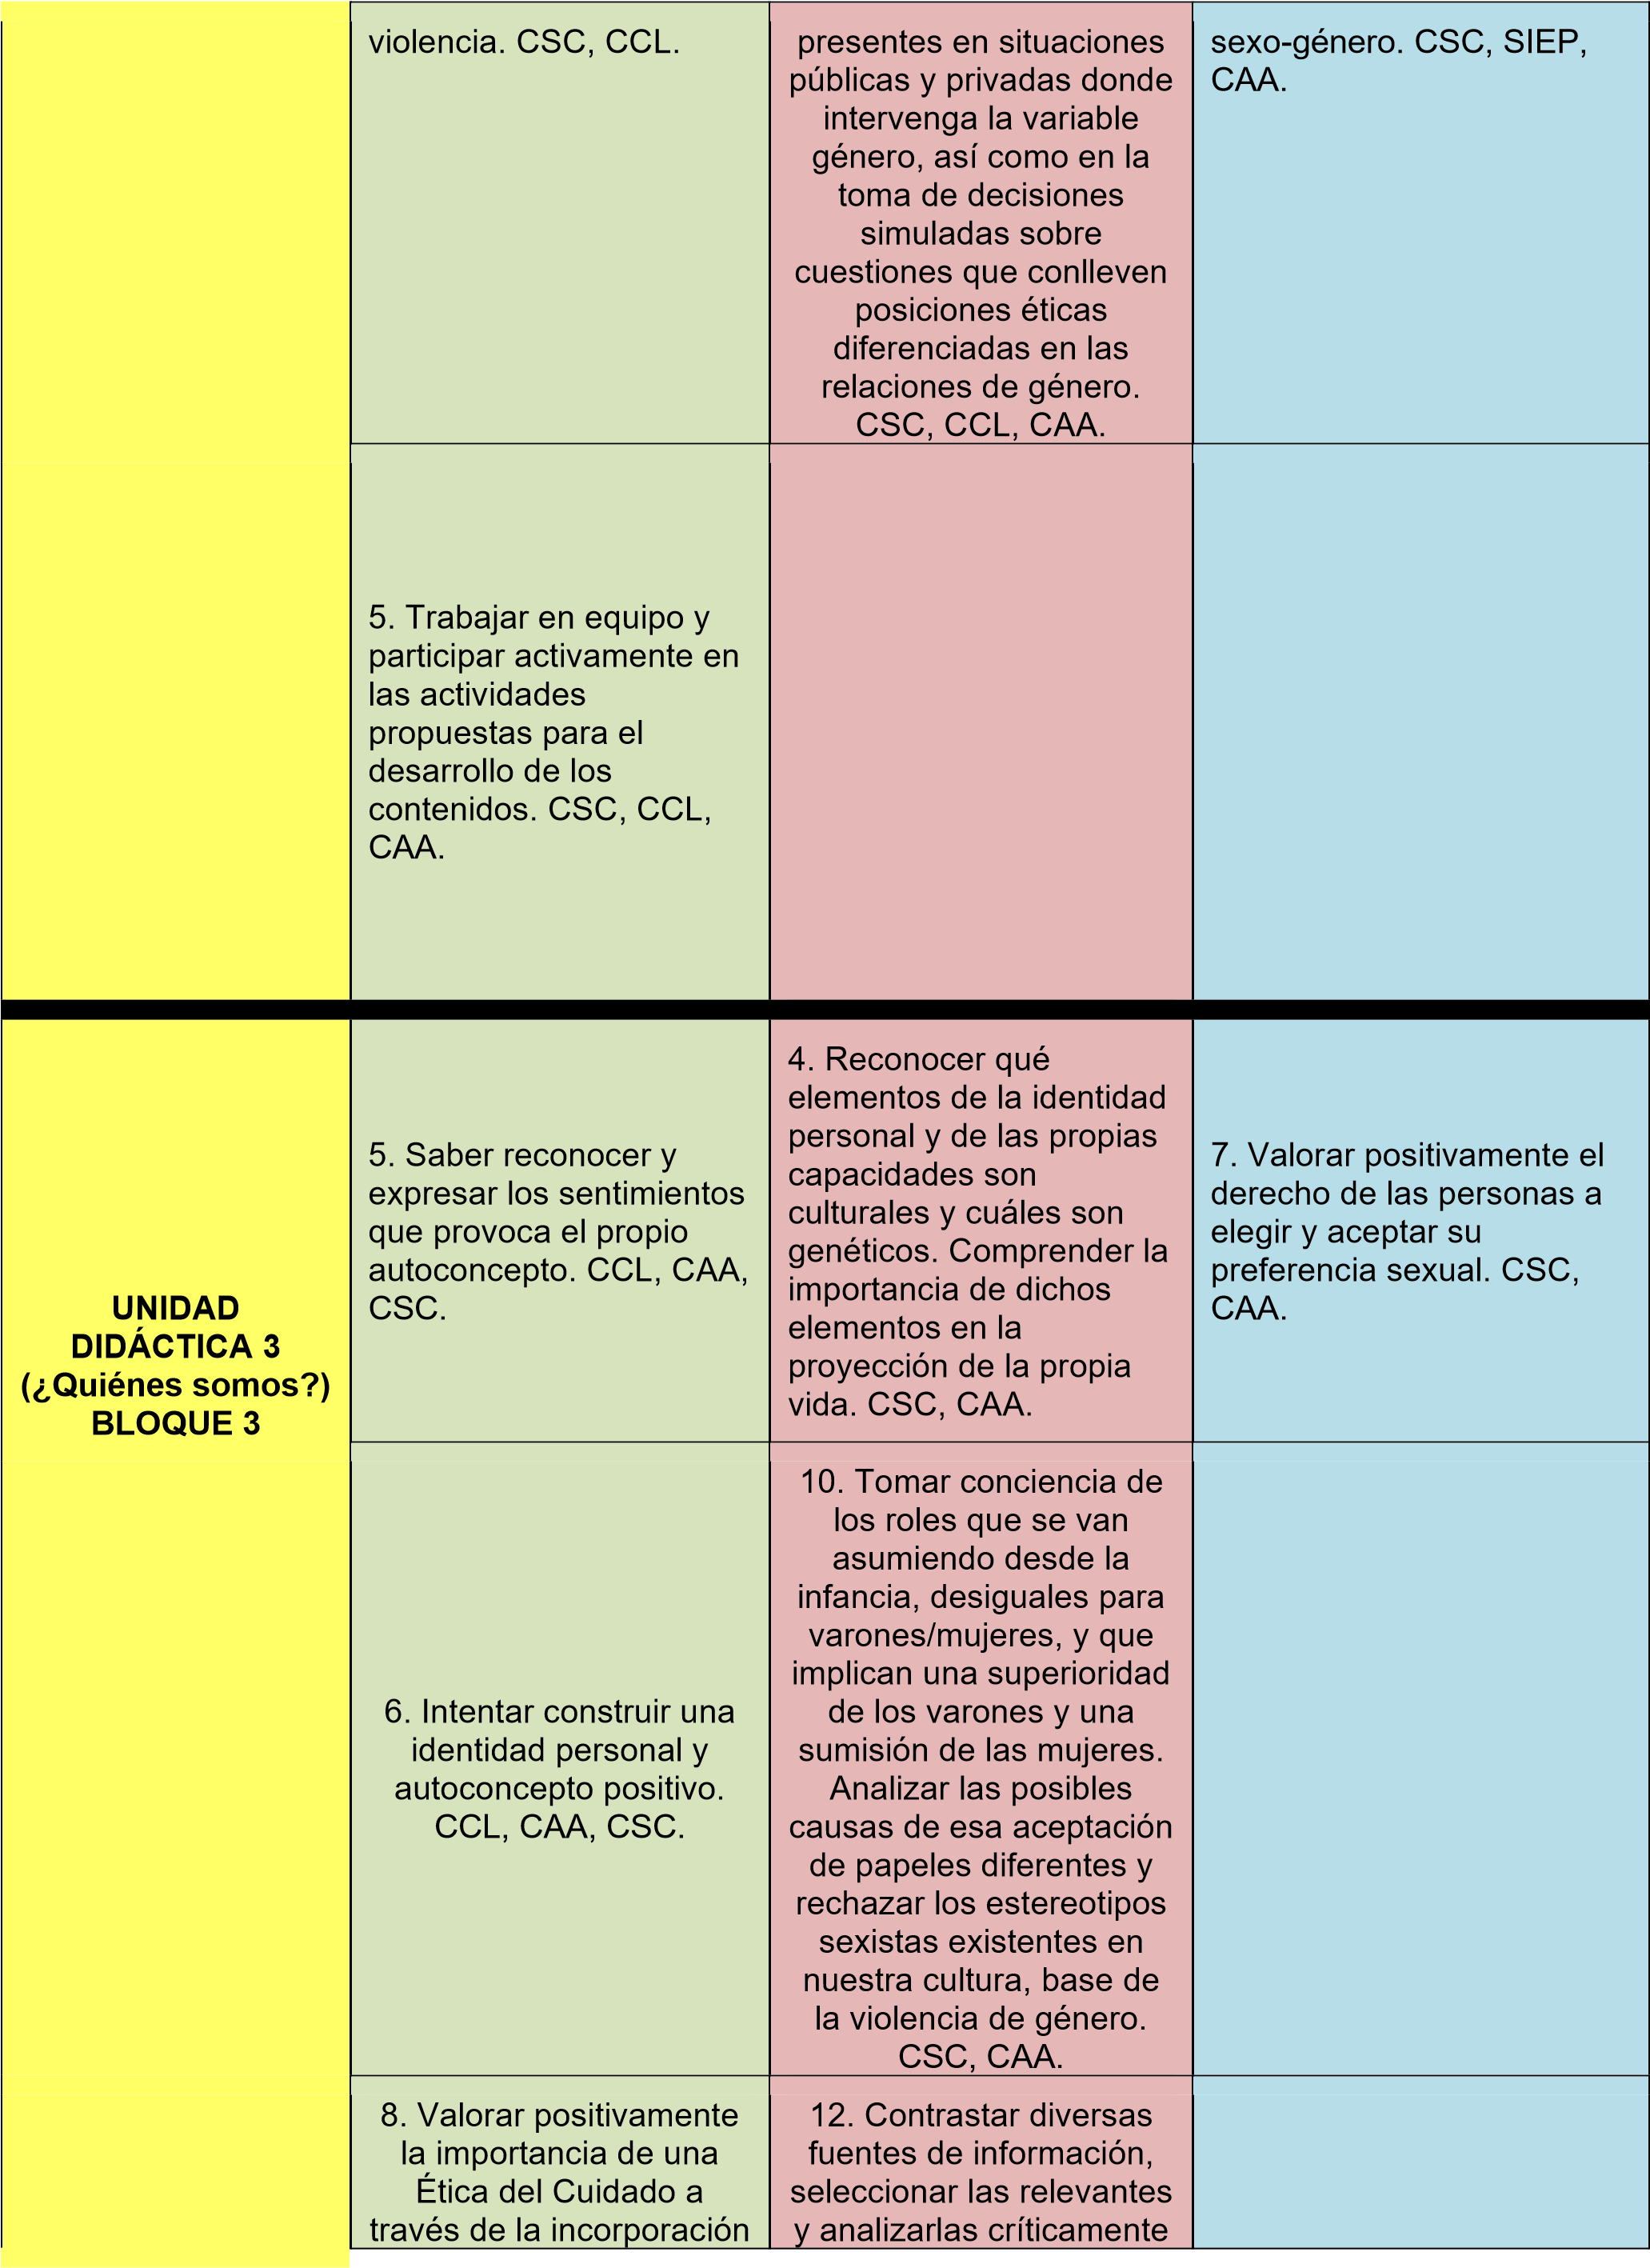 violencia. CSC, CCL.
presentes en situaciones
públicas y privadas donde
intervenga la variable
género, así como en la
toma de decisiones
simuladas sobre
cuestiones que conlleven
posiciones éticas
diferenciadas en las
relaciones de género.
CSC, CCL, CAA.
sexo-género. CSC, SIEP,
CAA.
5. Trabajar en equipo y
participar activamente en
las actividades
propuestas para el
desarrollo de los
contenidos. CSC, CCL,
CAA.
UNIDAD
DIDÁCTICA 3
(¿Quiénes somos?)
BLOQUE 3
5. Saber reconocer y
expresar los sentimientos
que provoca el propio
autoconcepto. CCL, CAA,
CSC.
4. Reconocer qué
elementos de la identidad
personal y de las propias
capacidades son
culturales y cuáles son
genéticos. Comprender la
importancia de dichos
elementos en la
proyección de la propia
vida. CSC, CAA.
7. Valorar positivamente el
derecho de las personas a
elegir y aceptar su
preferencia sexual. CSC,
CAA.
6. Intentar construir una
identidad personal y
autoconcepto positivo.
CCL, CAA, CSC.
10. Tomar conciencia de
los roles que se van
asumiendo desde la
infancia, desiguales para
varones/mujeres, y que
implican una superioridad
de los varones y una
sumisión de las mujeres.
Analizar las posibles
causas de esa aceptación
de papeles diferentes y
rechazar los estereotipos
sexistas existentes en
nuestra cultura, base de
la violencia de género.
CSC, CAA.
8. Valorar positivamente
la importancia de una
Ética del Cuidado a
través de la incorporación
12. Contrastar diversas
fuentes de información,
seleccionar las relevantes
y analizarlas críticamente